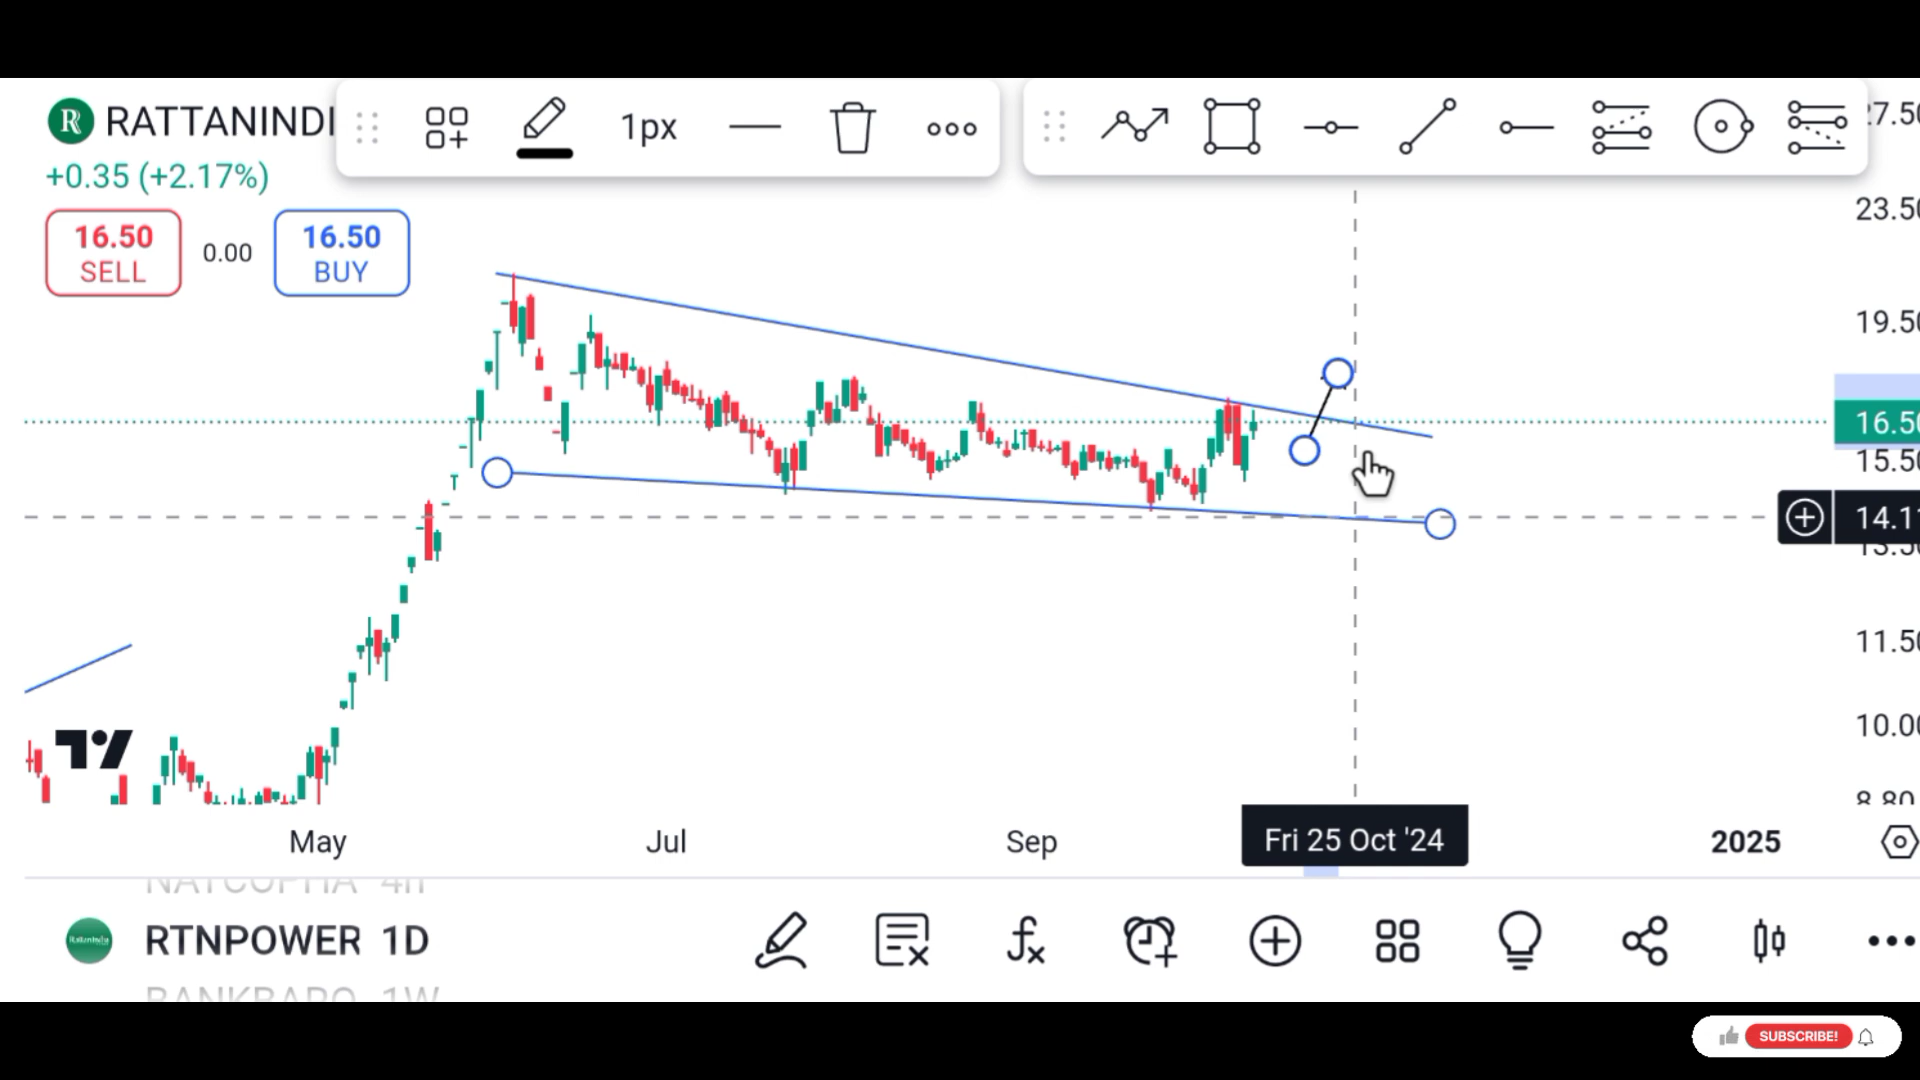 RATTANINDI
1px
27.50
+0.35 (+2.17%)
16.50 SELL
0.00
16.50 BUY
23.50
19.50
16.50
15.50
14.1
13.50
11.50
10.00
8.80
May Jul Sep Fri 25 Oct '24 2025
NATCOPHA 4h
RTNPOWER 1D
BANKBARO 1W
SUBSCRIBE!